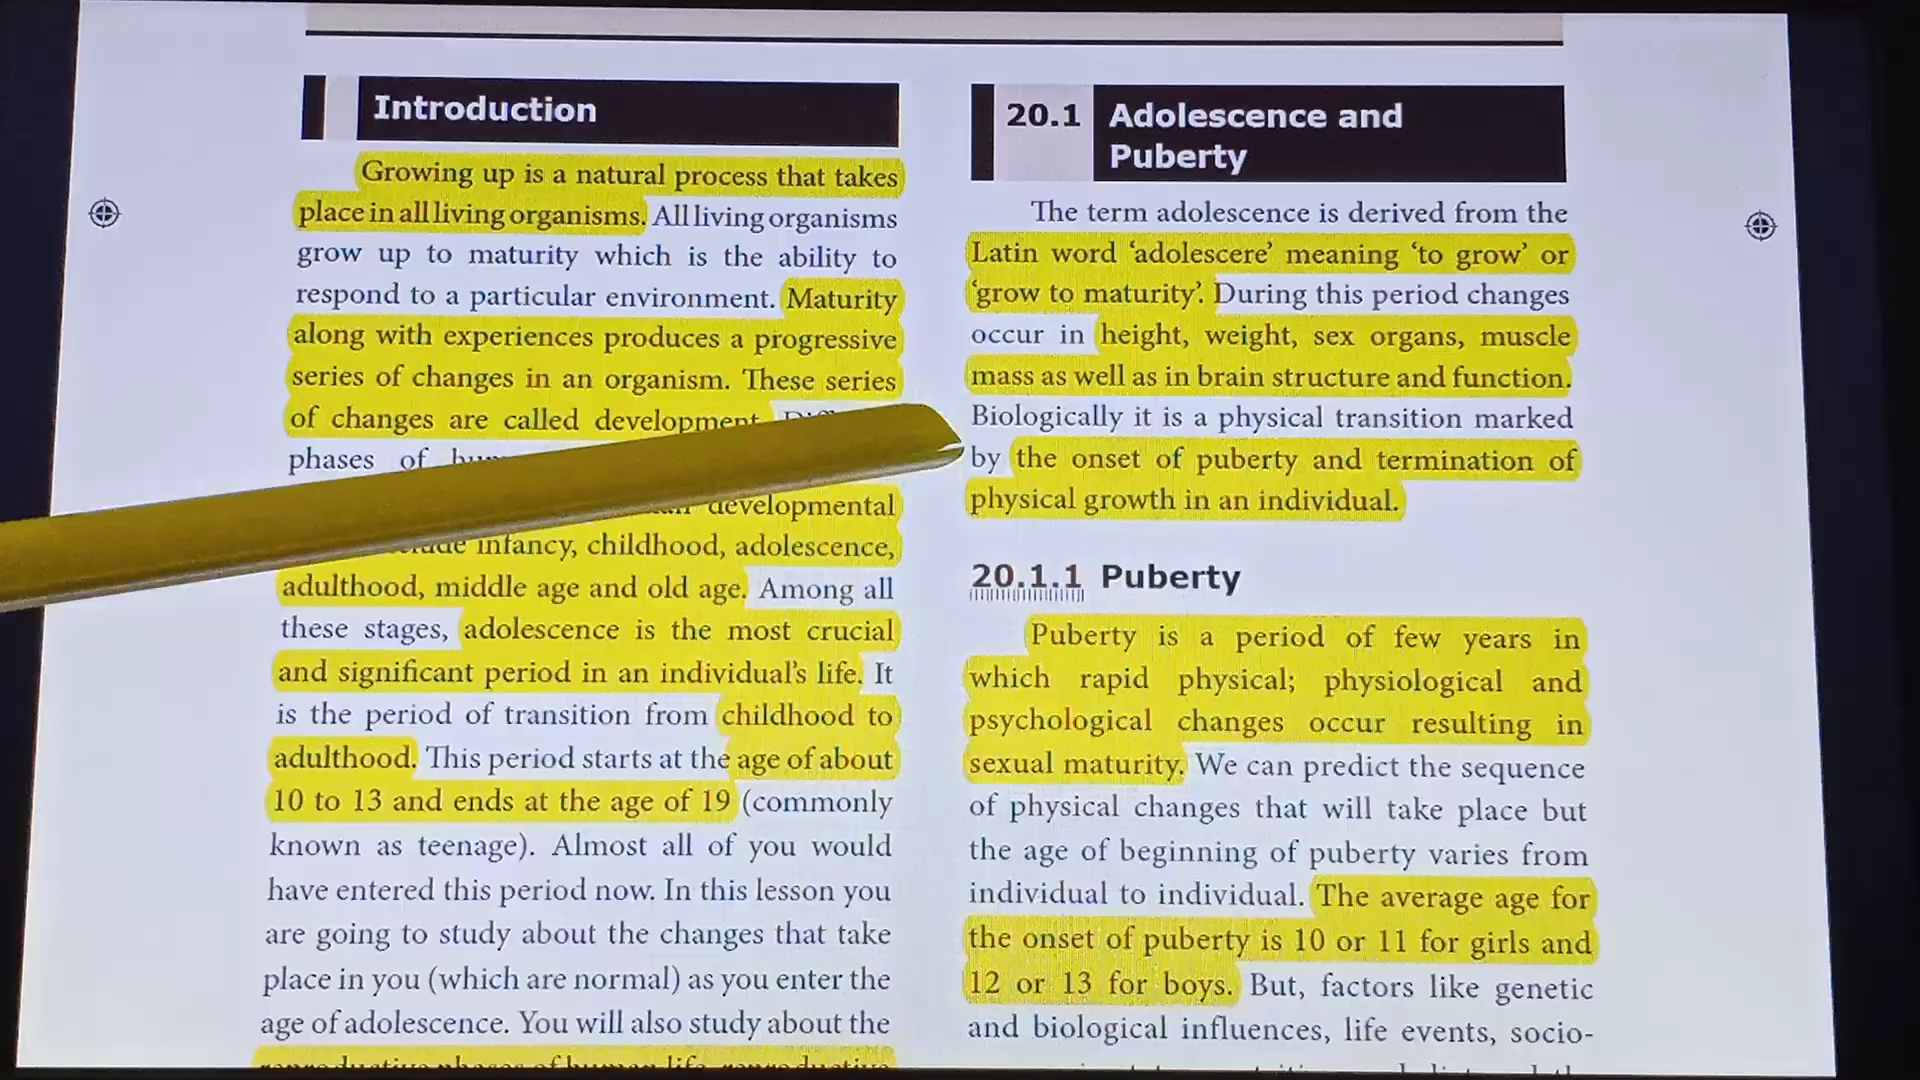 Introduction
Growing up is a natural process that takes
place in all living organisms. All living organisms
grow up to maturity which is the ability to
respond to a particular environment. Maturity
along with experiences produces a progressive
series of changes in an organism. These series
of changes are called development.
phases of
developmental
infancy, childhood, adolescence,
adulthood, middle age and old age. Among all
these stages, adolescence is the most crucial
and significant period in an individual's life. It
is the period of transition from childhood to
adulthood. This period starts at the age of about
10 to 13 and ends at the age of 19 (commonly
known as teenage). Almost all of you would
have entered this period now. In this lesson you
are going to study about the changes that take
place in you (which are normal) as you enter the
age of adolescence. You will also study about the
reproductive phases of human life, reproductive
20.1 Adolescence and
Puberty
The term adolescence is derived from the
Latin word ‘adolescere’ meaning ‘to grow’ or
‘grow to maturity’. During this period changes
occur in height, weight, sex organs, muscle
mass as well as in brain structure and function.
Biologically it is a physical transition marked
by the onset of puberty and termination of
physical growth in an individual.
20.1.1 Puberty
Puberty is a period of few years in
which rapid physical; physiological and
psychological changes occur resulting in
sexual maturity. We can predict the sequence
of physical changes that will take place but
the age of beginning of puberty varies from
individual to individual. The average age for
the onset of puberty is 10 or 11 for girls and
12 or 13 for boys. But, factors like genetic
and biological influences, life events, socio-